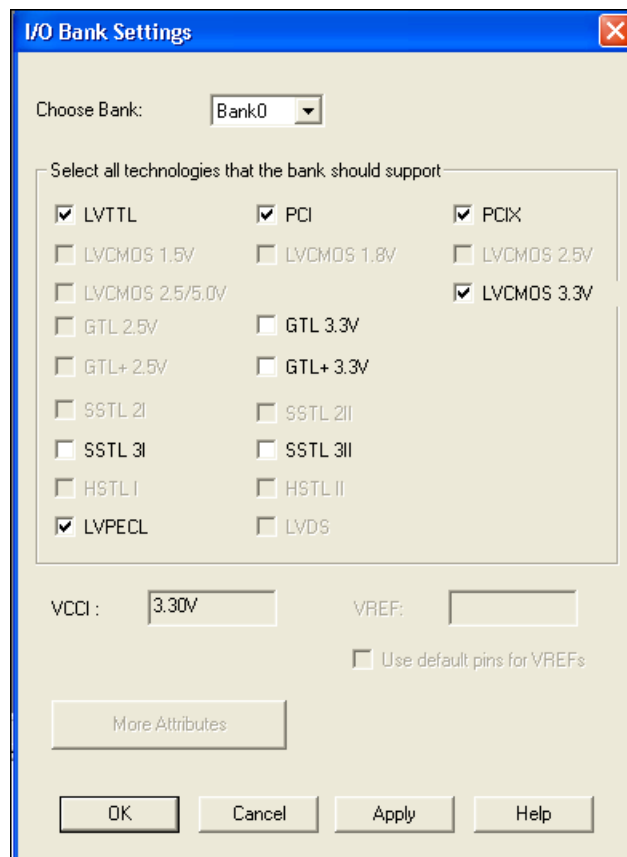 I/O Bank Settings
Choose Bank: Bank0
Select all technologies that the bank should support
LVTTL PCI PCIX
LVCMOS 1.5V LVCMOS 1.8V LVCMOS 2.5V
LVCMOS 2.5/5.0V LVCMOS 3.3V
GTL 2.5V GTL 3.3V
GTL+ 2.5V GTL+ 3.3V
SSTL 2I SSTL 2II
SSTL 3I SSTL 3II
HSTL I HSTL II
LVPECL LVDS
VCCI : 3.30V VREF:
Use default pins for VREFs
More Attributes
OK Cancel Apply Help